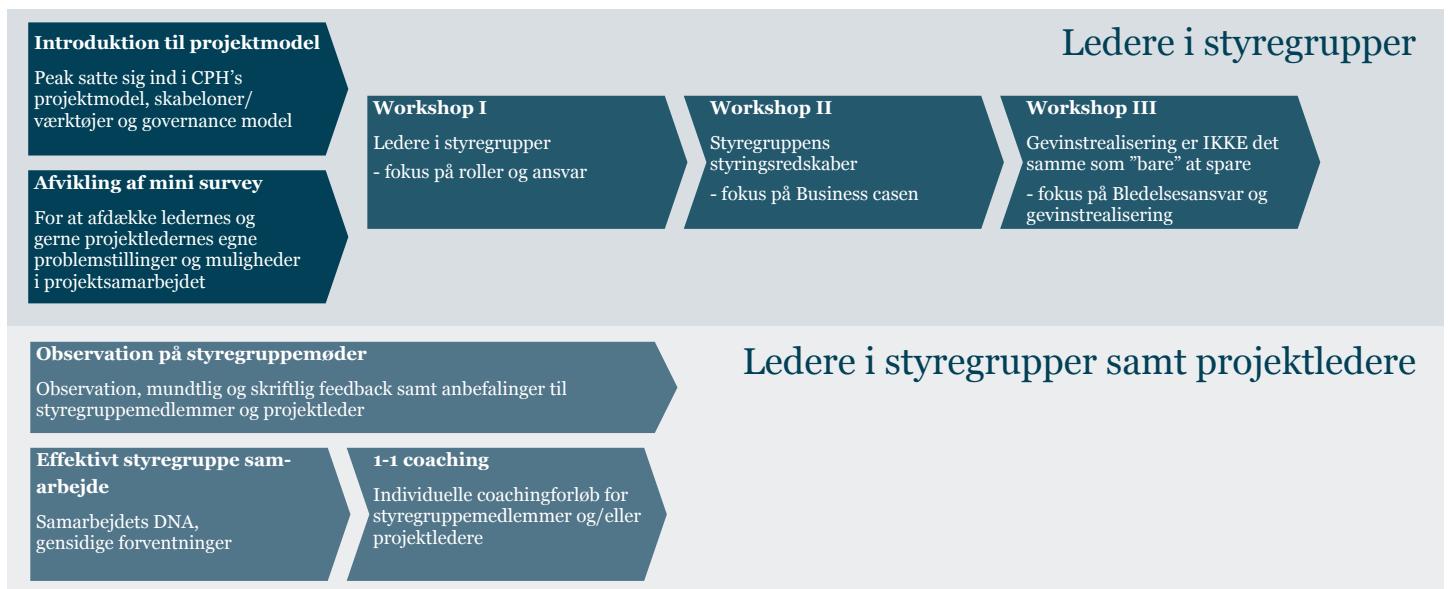 Ledere i styregrupper
Introduktion til projektmodel
Peak satte sig ind i CPH's
projektmodel, skabeloner/
værktøjer og governance model
Afvikling af mini survey
For at afdække ledernes og
gerne projektledernes egne
problemstillinger og muligheder
i projektsamarbejdet
Workshop I
Ledere i styregrupper
- fokus på roller og ansvar
Workshop II
Styregruppens
styringsredskaber
- fokus på Business casen
Workshop III
Gevinstrealisering er IKKE det
samme som ”bare” at spare
- fokus på Bledelsesansvar og
gevinstrealisering
Ledere i styregrupper samt projektledere
Observation på styregruppemøder
Observation, mundtlig og skriftlig feedback samt anbefalinger til
styregruppemedlemmer og projektleder
Effektivt styregruppe sam-
arbejde
Samarbejdets DNA,
gensidige forventninger
1-1 coaching
Individuelle coachingforløb for
styregruppemedlemmer og/eller
projektledere